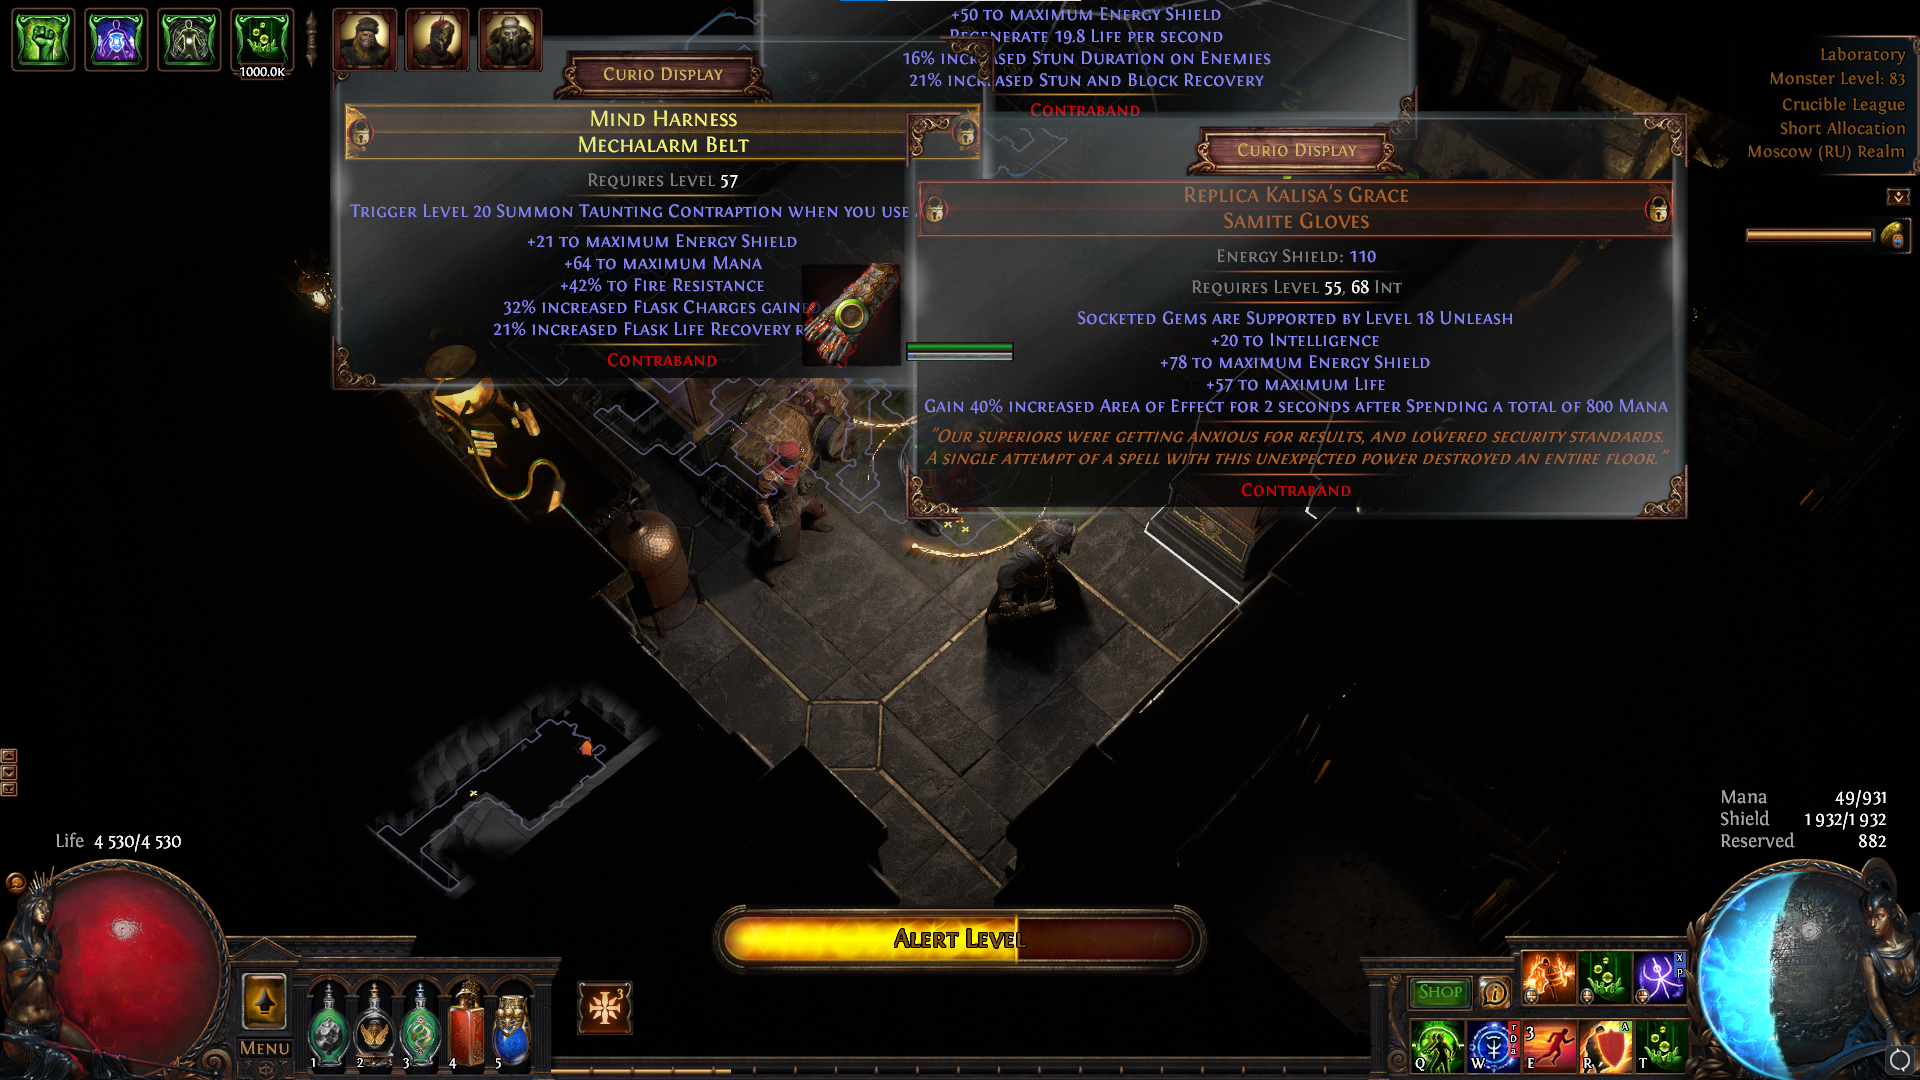 1000.0K
+50 to maximum Energy Shield
Regenerate 19.8 Life per second
16% increased Stun Duration on Enemies
21% increased Stun and Block Recovery
Contraband
Curio Display
Mind Harness
Mechalarm Belt
Requires Level 57
Trigger Level 20 Summon Taunting Contraption when you use
+21 to maximum Energy Shield
+64 to maximum Mana
+42% to Fire Resistance
32% increased Flask Charges gaine
21% increased Flask Life Recovery r
Contraband
Curio Display
Replica Kalisa's Grace
Samite Gloves
Energy Shield: 110
Requires Level 55, 68 Int
Socketed Gems are Supported by Level 18 Unleash
+20 to Intelligence
+78 to maximum Energy Shield
+57 to maximum Life
Gain 40% increased Area of Effect for 2 seconds after Spending a total of 800 Mana
"Our superiors were getting anxious for results, and lowered security standards.
A single attempt of a spell with this unexpected power destroyed an entire floor."
Contraband
Laboratory
Monster Level: 83
Crucible League
Short Allocation
Moscow (RU) Realm
Life 4 530/4 530
Mana 49/931
Shield 1 932/1 932
Reserved 882
Alert Level
Menu
1 2 3 4 5
3
Shop
X
P
Q W E R T
r
D
a
3
A